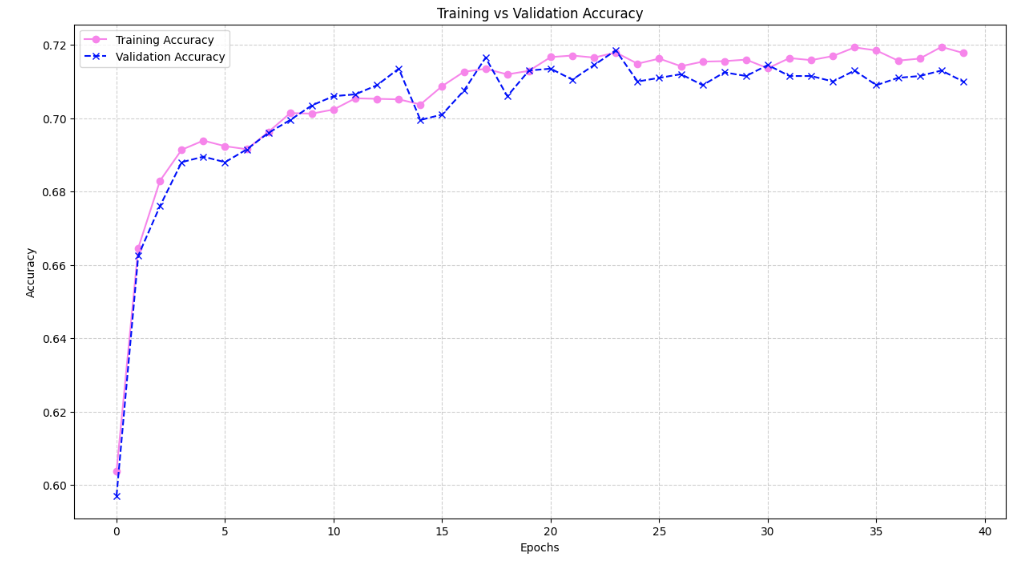 Training vs Validation Accuracy
Training Accuracy
Validation Accuracy
0.72
0.70
0.68
0.66
0.64
0.62
0.60
Accuracy
0 5 10 15 20 25 30 35 40
Epochs